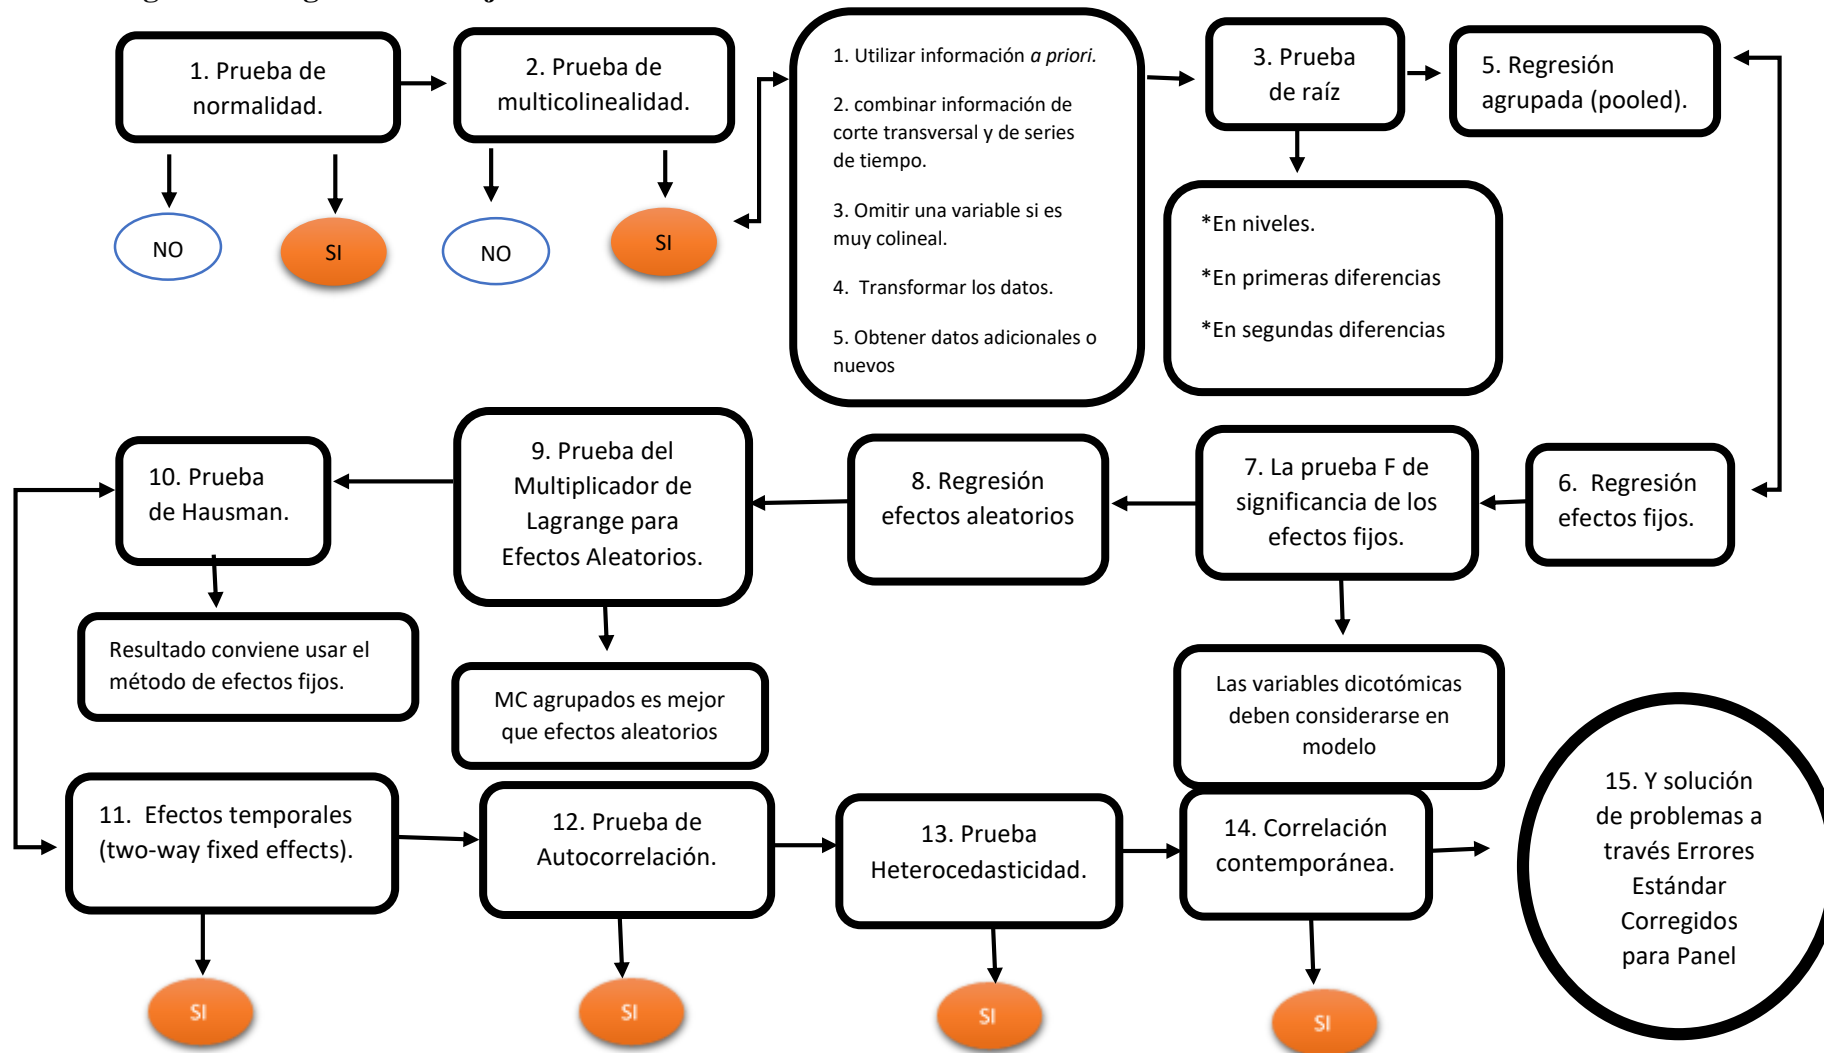 1. Prueba de
normalidad.
2. Prueba de
multicolinealidad.
1. Utilizar información a priori.
2. combinar información de
corte transversal y de series
de tiempo.
3. Omitir una variable si es
muy colineal.
4. Transformar los datos.
5. Obtener datos adicionales o
nuevos
3. Prueba
de raíz
5. Regresión
agrupada (pooled).
NO
SI
NO
SI
*En niveles.
*En primeras diferencias
*En segundas diferencias
10. Prueba
de Hausman.
9. Prueba del
Multiplicador de
Lagrange para
Efectos Aleatorios.
8. Regresión
efectos aleatorios
7. La prueba F de
significancia de los
efectos fijos.
6. Regresión
efectos fijos.
Resultado conviene usar el
método de efectos fijos.
MC agrupados es mejor
que efectos aleatorios
Las variables dicotómicas
deben considerarse en
modelo
11. Efectos temporales
(two-way fixed effects).
12. Prueba de
Autocorrelación.
13. Prueba
Heterocedasticidad.
14. Correlación
contemporánea.
15. Y solución
de problemas a
través Errores
Estándar
Corregidos
para Panel
SI
SI
SI
SI